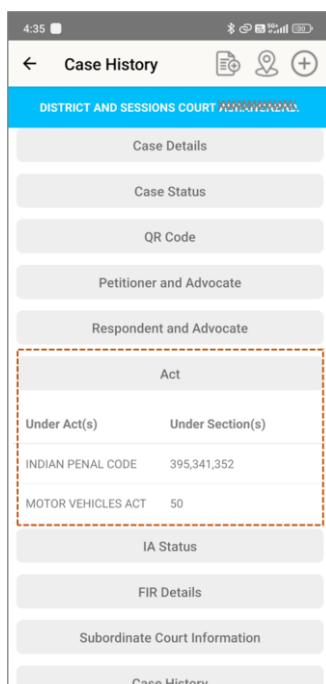 4:35
Case History
DISTRICT AND SESSIONS COURT
Case Details
Case Status
QR Code
Petitioner and Advocate
Respondent and Advocate
Act
Under Act(s) Under Section(s)
INDIAN PENAL CODE 395,341,352
MOTOR VEHICLES ACT 50
IA Status
FIR Details
Subordinate Court Information
Case History